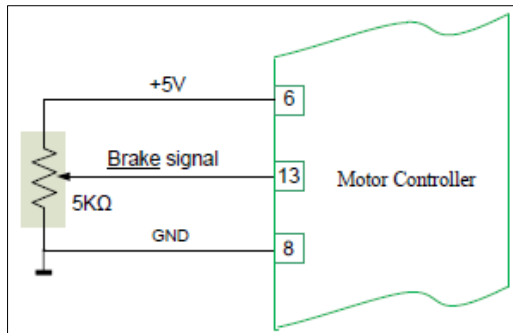 +5V
6
Brake signal
13
Motor Controller
5KΩ
GND
8